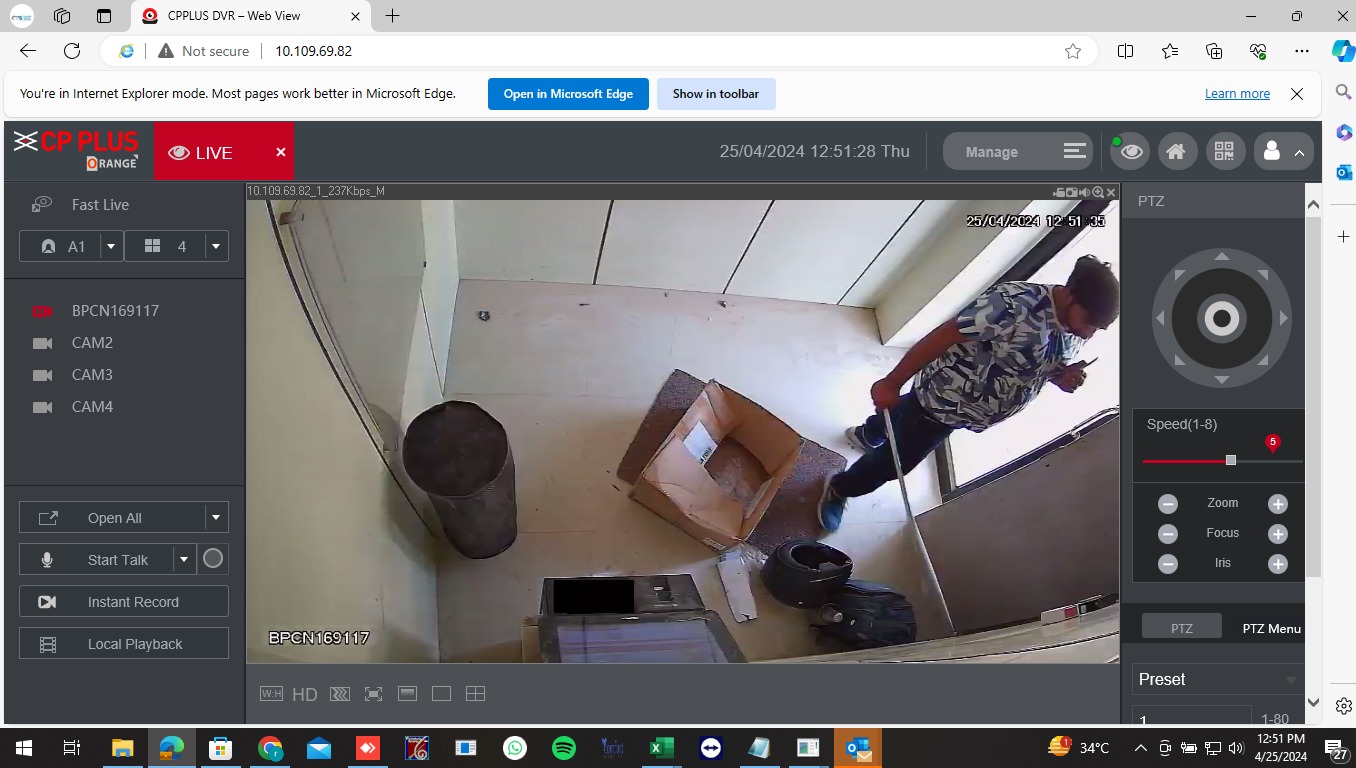 CPPLUS DVR – Web View
Not secure
10.109.69.82
You're in Internet Explorer mode. Most pages work better in Microsoft Edge.
Open in Microsoft Edge
Show in toolbar
Learn more
CP PLUS
ORANGE
LIVE
25/04/2024 12:51:28 Thu
Manage
Fast Live
A1
4
10.109.69.82_1_237Kbps_M
25/04/2024 12:51:35
PTZ
BPCN169117
CAM2
CAM3
CAM4
Speed(1-8)
5
Zoom
Focus
Iris
Open All
Start Talk
Instant Record
Local Playback
BPCN169117
PTZ
PTZ Menu
W:H
HD
Preset
1
1-80
1
34°C
12:51 PM
4/25/2024
27